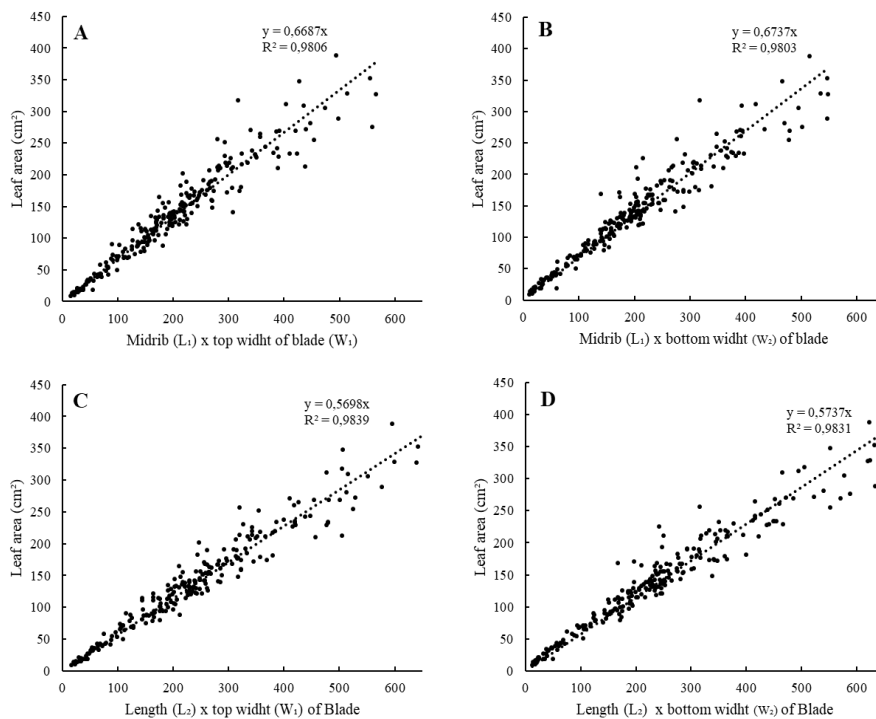 A
y = 0,6687x
R² = 0,9806
450
400
350
300
250
200
150
100
50
0
Leaf area (cm²)
0 100 200 300 400 500 600
Midrib (L₁) x top widht of blade (W₁)
B
y = 0,6737x
R² = 0,9803
450
400
350
300
250
200
150
100
50
0
Leaf area (cm²)
0 100 200 300 400 500 600
Midrib (L₁) x bottom widht (W₂) of blade
C
y = 0,5698x
R² = 0,9839
450
400
350
300
250
200
150
100
50
0
Leaf area (cm²)
0 100 200 300 400 500 600
Length (L₂) x top widht (W₁) of Blade
D
y = 0,5737x
R² = 0,9831
450
400
350
300
250
200
150
100
50
0
Leaf area (cm²)
0 100 200 300 400 500 600
Length (L₂) x bottom widht (W₂) of Blade